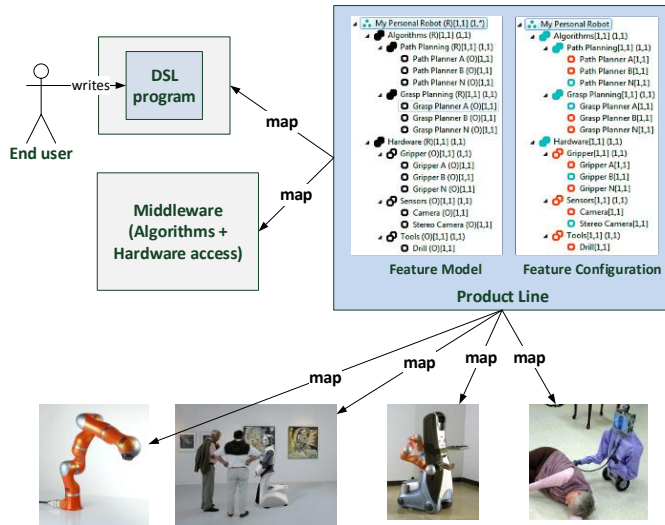 My Personal Robot (R)[1,1] (1,*)
Algorithms (R)[1,1] (1,1)
Path Planning (R)[1,1] (1,1)
Path Planner A (O)[1,1]
Path Planner B (O)[1,1]
Path Planner N (O)[1,1]
Grasp Planning (R)[1,1] (1,1)
Grasp Planner A (O)[1,1]
Grasp Planner B (O)[1,1]
Grasp Planner N (O)[1,1]
Hardware (R)[1,1] (1,1)
Gripper (O)[1,1] (1,1)
Gripper A (O)[1,1]
Gripper B (O)[1,1]
Gripper N (O)[1,1]
Sensors (O)[1,1] (1,1)
Camera (O)[1,1]
Stereo Camera (O)[1,1]
Tools (O)[1,1] (1,1)
Drill (O)[1,1]
Feature Model
My Personal Robot
Algorithms[1,1] (1,1)
Path Planning[1,1] (1,1)
Path Planner A[1,1]
Path Planner B[1,1]
Path Planner N[1,1]
Grasp Planning[1,1] (1,1)
Grasp Planner A[1,1]
Grasp Planner B[1,1]
Grasp Planner N[1,1]
Hardware[1,1] (1,1)
Gripper[1,1] (1,1)
Gripper A[1,1]
Gripper B[1,1]
Gripper N[1,1]
Sensors[1,1] (1,1)
Camera[1,1]
Stereo Camera[1,1]
Tools[1,1] (1,1)
Drill[1,1]
Feature Configuration
Product Line
DSL
program
writes
End user
map
map
Middleware
(Algorithms +
Hardware access)
map
map
map
map